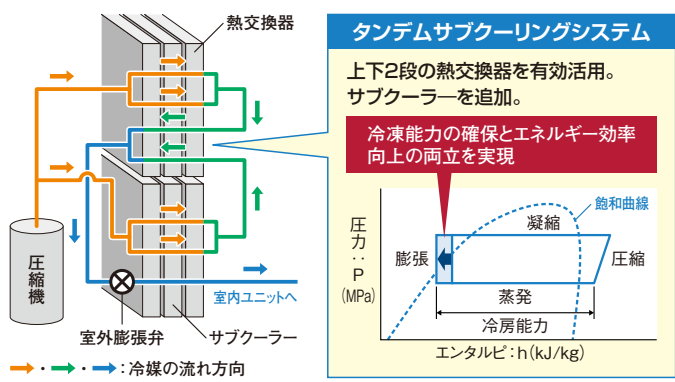 熱交換器
圧縮機
室外膨張弁
サブクーラー
室内ユニットへ
→・→・→：冷媒の流れ方向
タンデムサブクーリングシステム
上下2段の熱交換器を有効活用。
サブクーラーを追加。
冷凍能力の確保とエネルギー効率
向上の両立を実現
飽和曲線
圧力：P
(MPa)
凝縮
膨張
圧縮
蒸発
冷房能力
エンタルピ：h(kJ/kg)